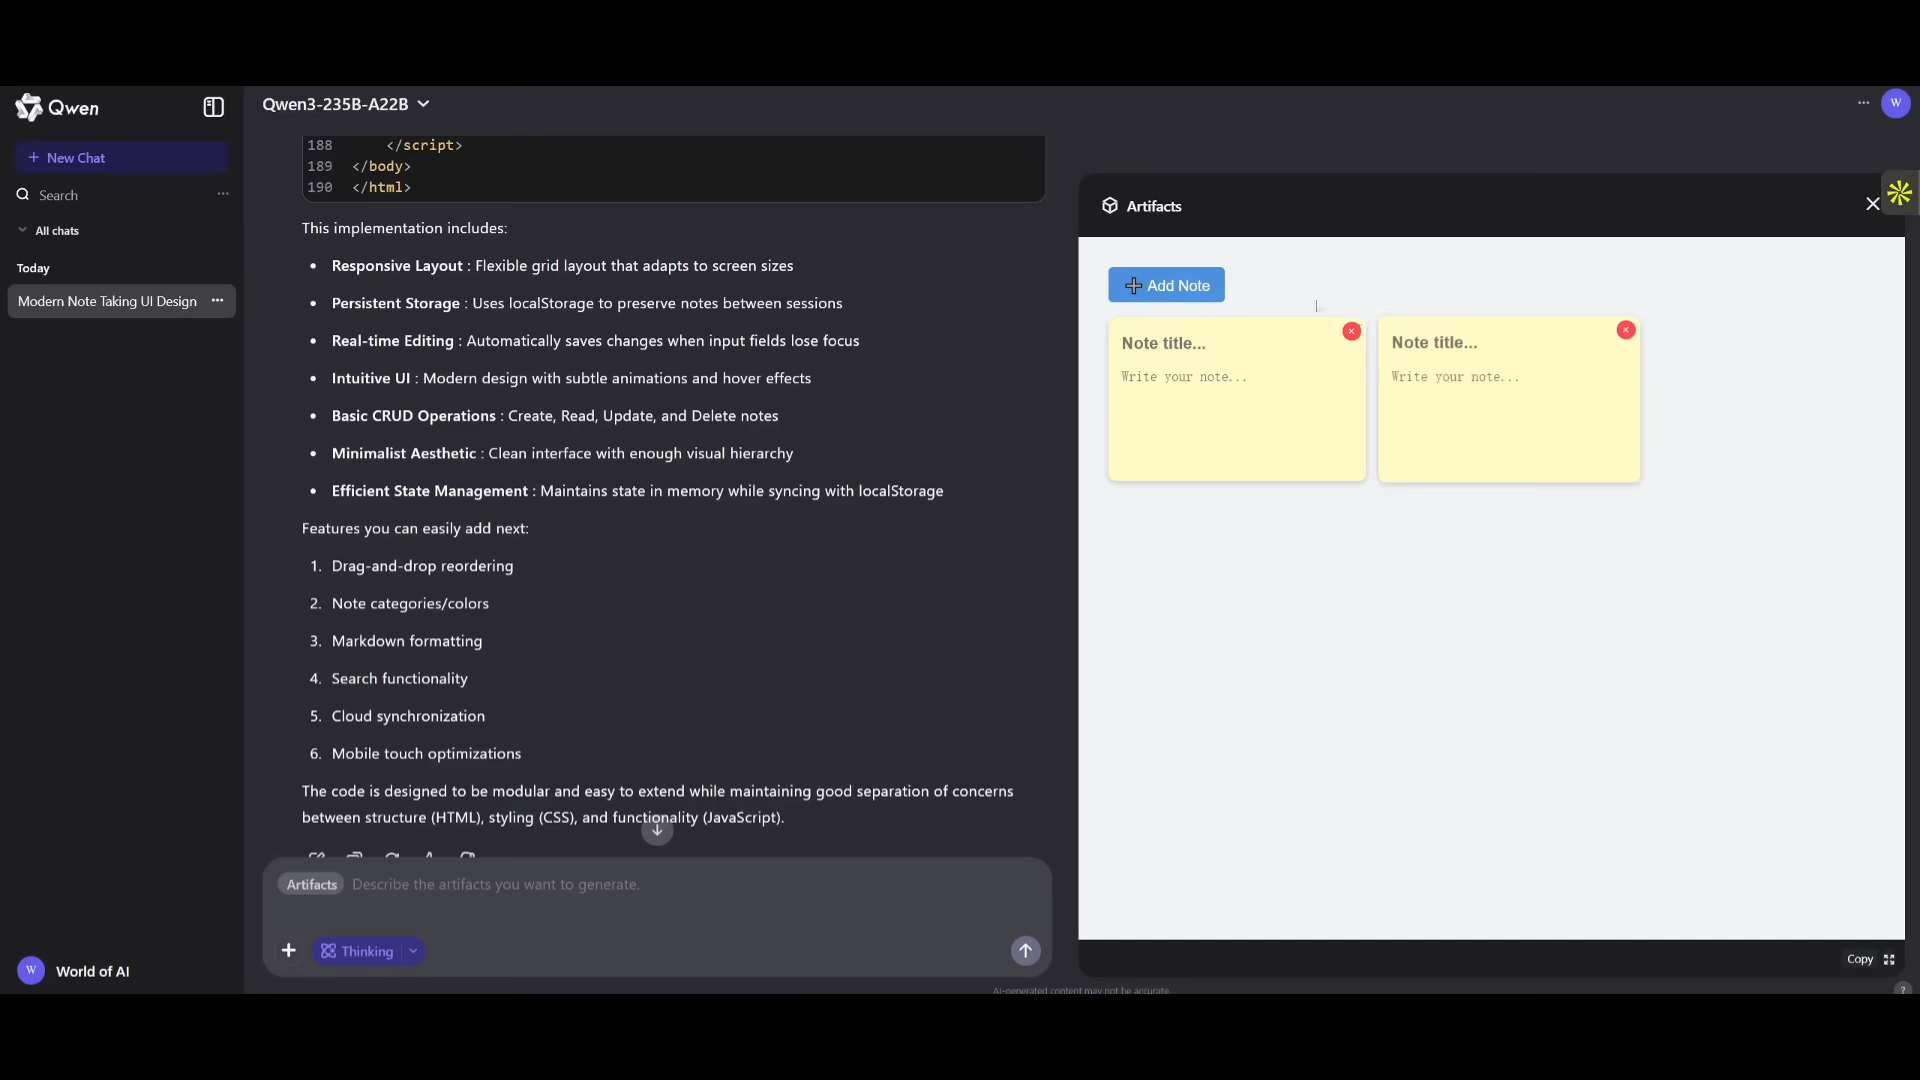 Qwen
New Chat
Search
All chats
Today
Modern Note Taking UI Design
W
World of AI
Qwen3-235B-A22B
W
188 </script>
189 </body>
190 </html>
This implementation includes:
• Responsive Layout : Flexible grid layout that adapts to screen sizes
• Persistent Storage : Uses localStorage to preserve notes between sessions
• Real-time Editing : Automatically saves changes when input fields lose focus
• Intuitive UI : Modern design with subtle animations and hover effects
• Basic CRUD Operations : Create, Read, Update, and Delete notes
• Minimalist Aesthetic : Clean interface with enough visual hierarchy
• Efficient State Management : Maintains state in memory while syncing with localStorage
Features you can easily add next:
1. Drag-and-drop reordering
2. Note categories/colors
3. Markdown formatting
4. Search functionality
5. Cloud synchronization
6. Mobile touch optimizations
The code is designed to be modular and easy to extend while maintaining good separation of concerns
between structure (HTML), styling (CSS), and functionality (JavaScript).
Artifacts Describe the artifacts you want to generate.
Thinking
Artifacts
Add Note
Note title...
Write your note...
Note title...
Write your note...
Copy
AI-generated content may not be accurate.
?